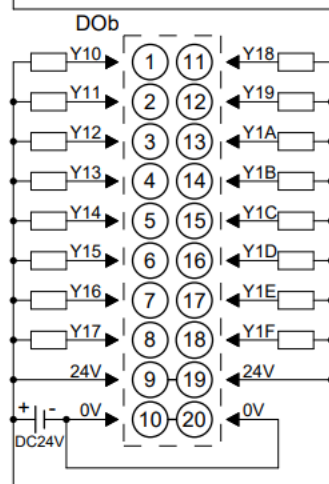 DOb
Y10 1 11 Y18
Y11 2 12 Y19
Y12 3 13 Y1A
Y13 4 14 Y1B
Y14 5 15 Y1C
Y15 6 16 Y1D
Y16 7 17 Y1E
Y17 8 18 Y1F
24V 9 19 24V
+ - 0V 10 20 0V
DC24V